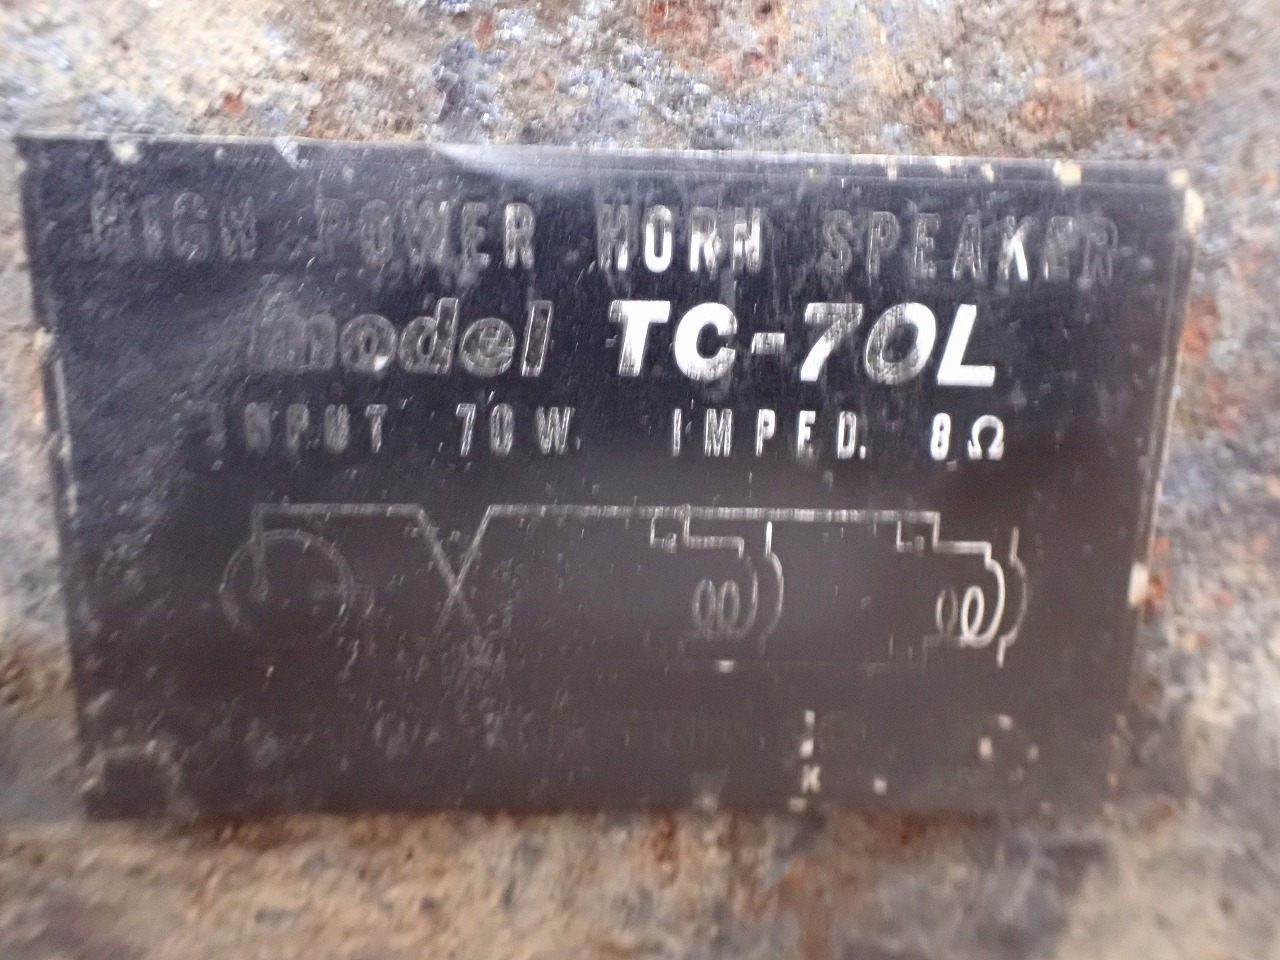 HIGH POWER HORN SPEAKER
model TC-70L
INPUT 70W. IMPED. 8Ω